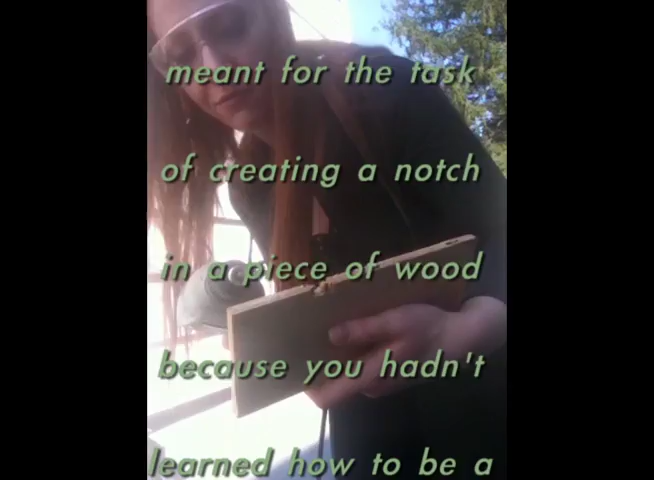 meant for the task
of creating a notch
in a piece of wood
because you hadn't
learned how to be a